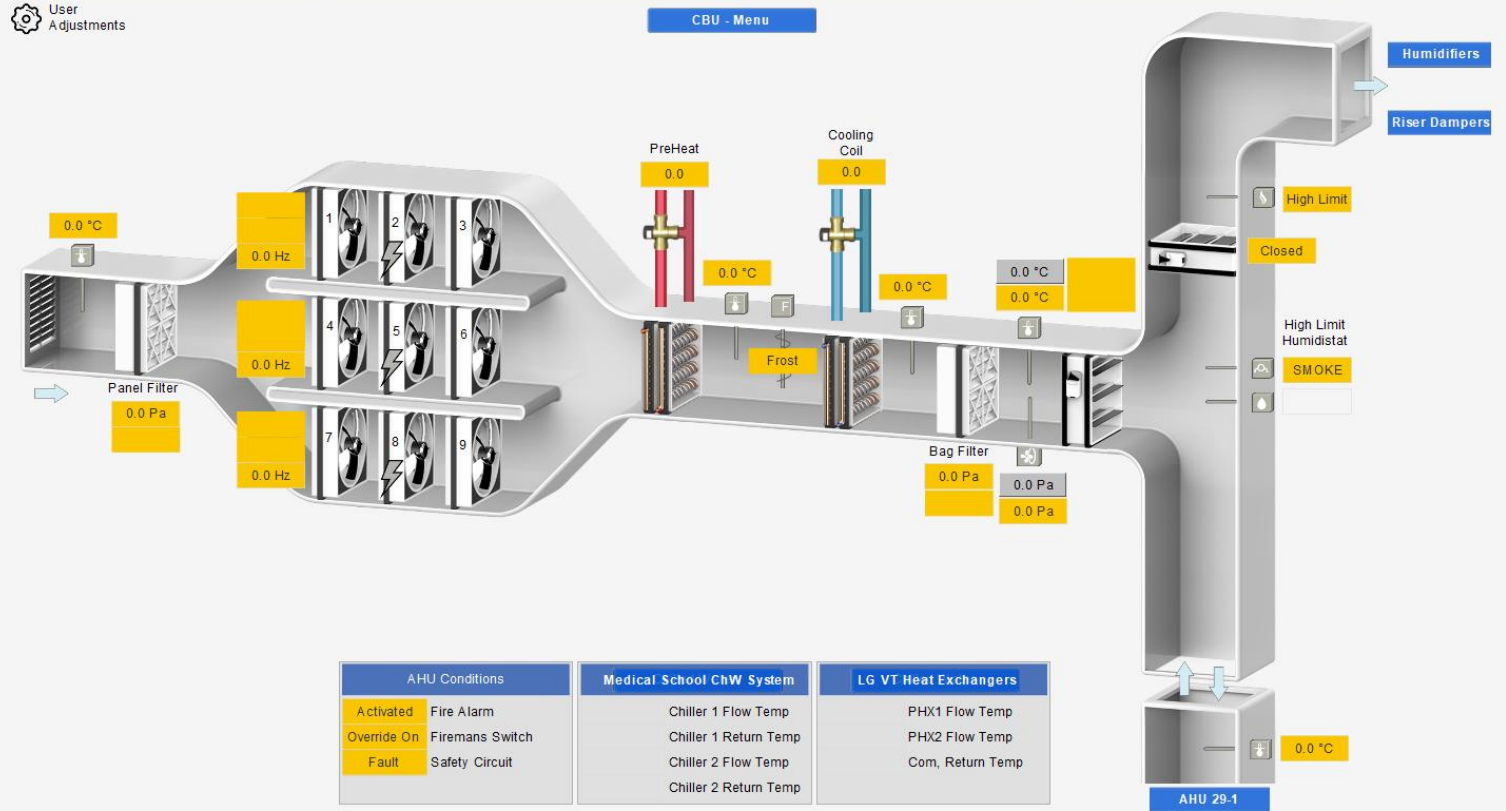 User
Adjustments
CBU - Menu
Humidifiers
Riser Dampers
Cooling
Coil
0.0
PreHeat
0.0
High Limit
Closed
0.0 °C
0.0 Hz
1
2
3
0.0 °C
F
0.0 °C
0.0 °C
0.0 °C
Frost
High Limit
Humidistat
SMOKE
0.0 Hz
4
5
6
Panel Filter
0.0 Pa
0.0 Hz
7
8
9
Bag Filter
0.0 Pa
0.0 Pa
0.0 Pa
AHU Conditions
Activated Fire Alarm
Override On Firemans Switch
Fault Safety Circuit
Medical School ChW System
Chiller 1 Flow Temp
Chiller 1 Return Temp
Chiller 2 Flow Temp
Chiller 2 Return Temp
LG VT Heat Exchangers
PHX1 Flow Temp
PHX2 Flow Temp
Com, Return Temp
0.0 °C
AHU 29-1